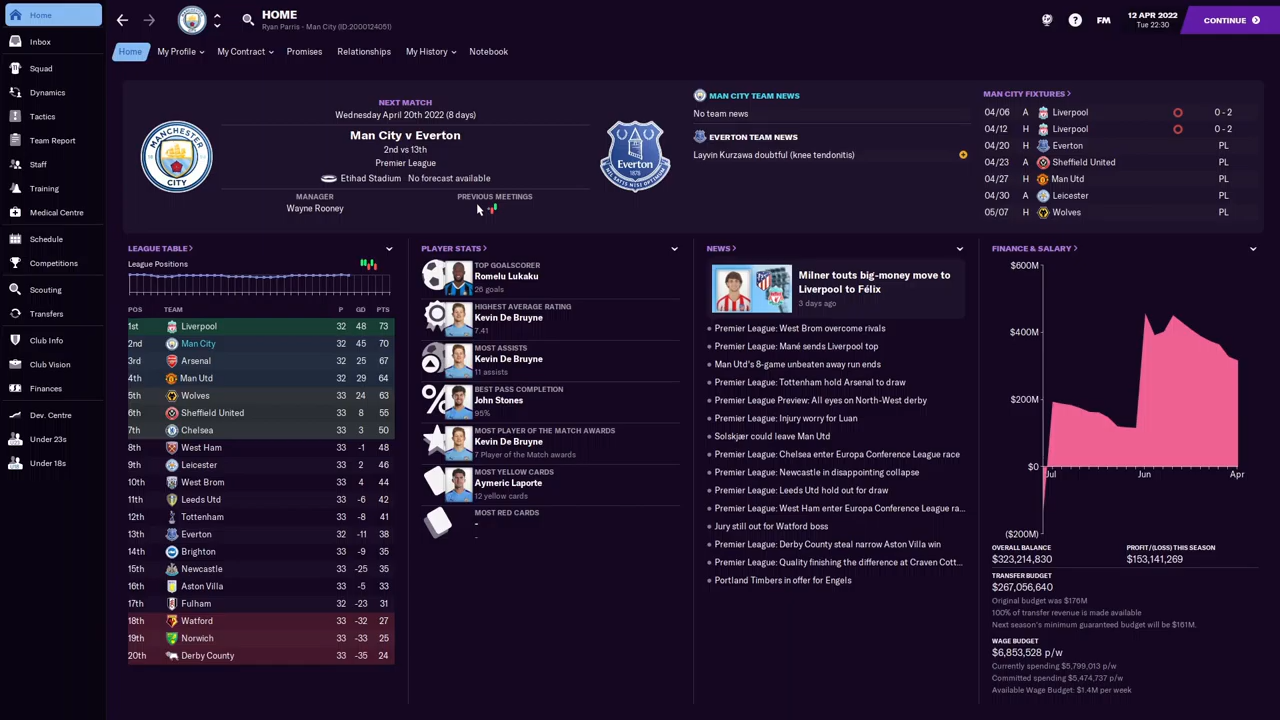 Home
Inbox
Squad
Dynamics
Tactics
Team Report
Staff
Training
Medical Centre
Schedule
Competitions
Scouting
Transfers
Club Info
Club Vision
Finances
Dev. Centre
Under 23s
Under 18s
HOME
Ryan Parris - Man City (ID:2000124051)
FM
12 APR 2022
Tue 22:30
CONTINUE
Home
My Profile
My Contract
Promises
Relationships
My History
Notebook
MANCHESTER CITY
18 94
NEXT MATCH
Wednesday April 20th 2022 (8 days)
Man City v Everton
2nd vs 13th
Premier League
Etihad Stadium No forecast available
MANAGER
Wayne Rooney
PREVIOUS MEETINGS
Everton
1878
MAN CITY TEAM NEWS
No team news
EVERTON TEAM NEWS
Layvin Kurzawa doubtful (knee tendonitis)
MAN CITY FIXTURES
04/06 A Liverpool 0 - 2
04/12 H Liverpool 0 - 2
04/20 H Everton PL
04/23 A Sheffield United PL
04/27 H Man Utd PL
04/30 A Leicester PL
05/07 H Wolves PL
LEAGUE TABLE
League Positions
POS TEAM P GD PTS
1st Liverpool 32 48 73
2nd Man City 32 45 70
3rd Arsenal 32 25 67
4th Man Utd 32 29 64
5th Wolves 33 24 63
6th Sheffield United 33 8 55
7th Chelsea 33 3 50
8th West Ham 33 -1 48
9th Leicester 33 2 46
10th West Brom 33 4 44
11th Leeds Utd 33 -6 42
12th Tottenham 33 -8 41
13th Everton 32 -11 38
14th Brighton 33 -9 35
15th Newcastle 33 -25 35
16th Aston Villa 33 -5 33
17th Fulham 32 -23 31
18th Watford 33 -32 27
19th Norwich 33 -33 25
20th Derby County 33 -35 24
PLAYER STATS
TOP GOALSCORER
Romelu Lukaku
26 goals
HIGHEST AVERAGE RATING
Kevin De Bruyne
7.41
MOST ASSISTS
Kevin De Bruyne
11 assists
BEST PASS COMPLETION
John Stones
95%
MOST PLAYER OF THE MATCH AWARDS
Kevin De Bruyne
7 Player of the Match awards
MOST YELLOW CARDS
Aymeric Laporte
12 yellow cards
MOST RED CARDS
-
-
NEWS
Milner touts big-money move to Liverpool to Félix
3 days ago
Premier League: West Brom overcome rivals
Premier League: Mané sends Liverpool top
Man Utd's 8-game unbeaten away run ends
Premier League: Tottenham hold Arsenal to draw
Premier League Preview: All eyes on North-West derby
Premier League: Injury worry for Luan
Solskjær could leave Man Utd
Premier League: Chelsea enter Europa Conference League race
Premier League: Newcastle in disappointing collapse
Premier League: Leeds Utd hold out for draw
Premier League: West Ham enter Europa Conference League ra...
Jury still out for Watford boss
Premier League: Derby County steal narrow Aston Villa win
Premier League: Quality finishing the difference at Craven Cott...
Portland Timbers in offer for Engels
FINANCE & SALARY
$600M
$400M
$200M
$0
($200M)
Jul
Jun
Apr
OVERALL BALANCE
$323,214,830
PROFIT/(LOSS) THIS SEASON
$153,141,269
TRANSFER BUDGET
$267,056,640
Original budget was $176M
100% of transfer revenue is made available
Next season's minimum guaranteed budget will be $161M.
WAGE BUDGET
$6,853,528 p/w
Currently spending $5,799,013 p/w
Committed spending $5,474,737 p/w
Available Wage Budget: $1.4M per week